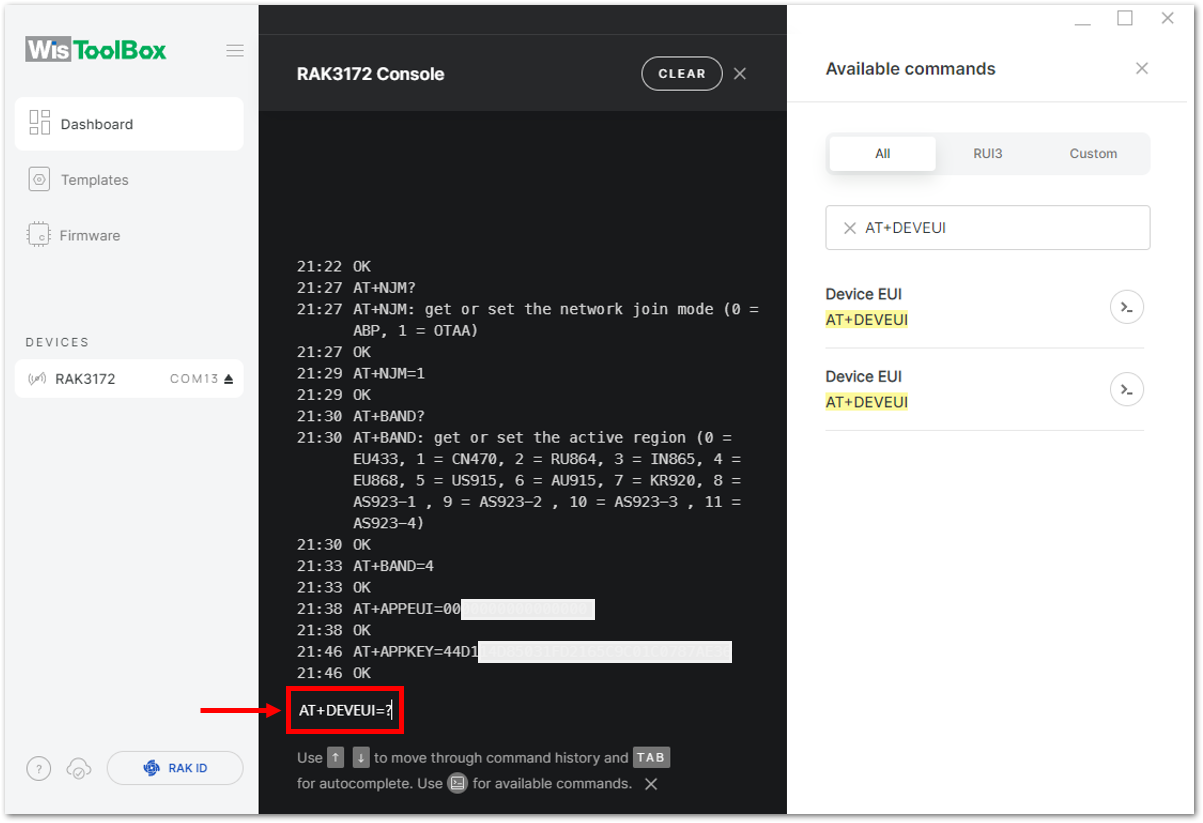 WisToolBox
Dashboard
Templates
Firmware
DEVICES
RAK3172 COM13
?
RAK ID
RAK3172 Console
CLEAR
21:22 OK
21:27 AT+NJM?
21:27 AT+NJM: get or set the network join mode (0 =
ABP, 1 = OTAA)
21:27 OK
21:29 AT+NJM=1
21:29 OK
21:30 AT+BAND?
21:30 AT+BAND: get or set the active region (0 =
EU433, 1 = CN470, 2 = RU864, 3 = IN865, 4 =
EU868, 5 = US915, 6 = AU915, 7 = KR920, 8 =
AS923-1 , 9 = AS923-2 , 10 = AS923-3 , 11 =
AS923-4)
21:30 OK
21:33 AT+BAND=4
21:33 OK
21:38 AT+APPEUI=00
21:38 OK
21:46 AT+APPKEY=44D1
21:46 OK
AT+DEVEUI=?
Use ↑ ↓ to move through command history and TAB
for autocomplete. Use for available commands.
Available commands
All RUI3 Custom
AT+DEVEUI
Device EUI
AT+DEVEUI
Device EUI
AT+DEVEUI